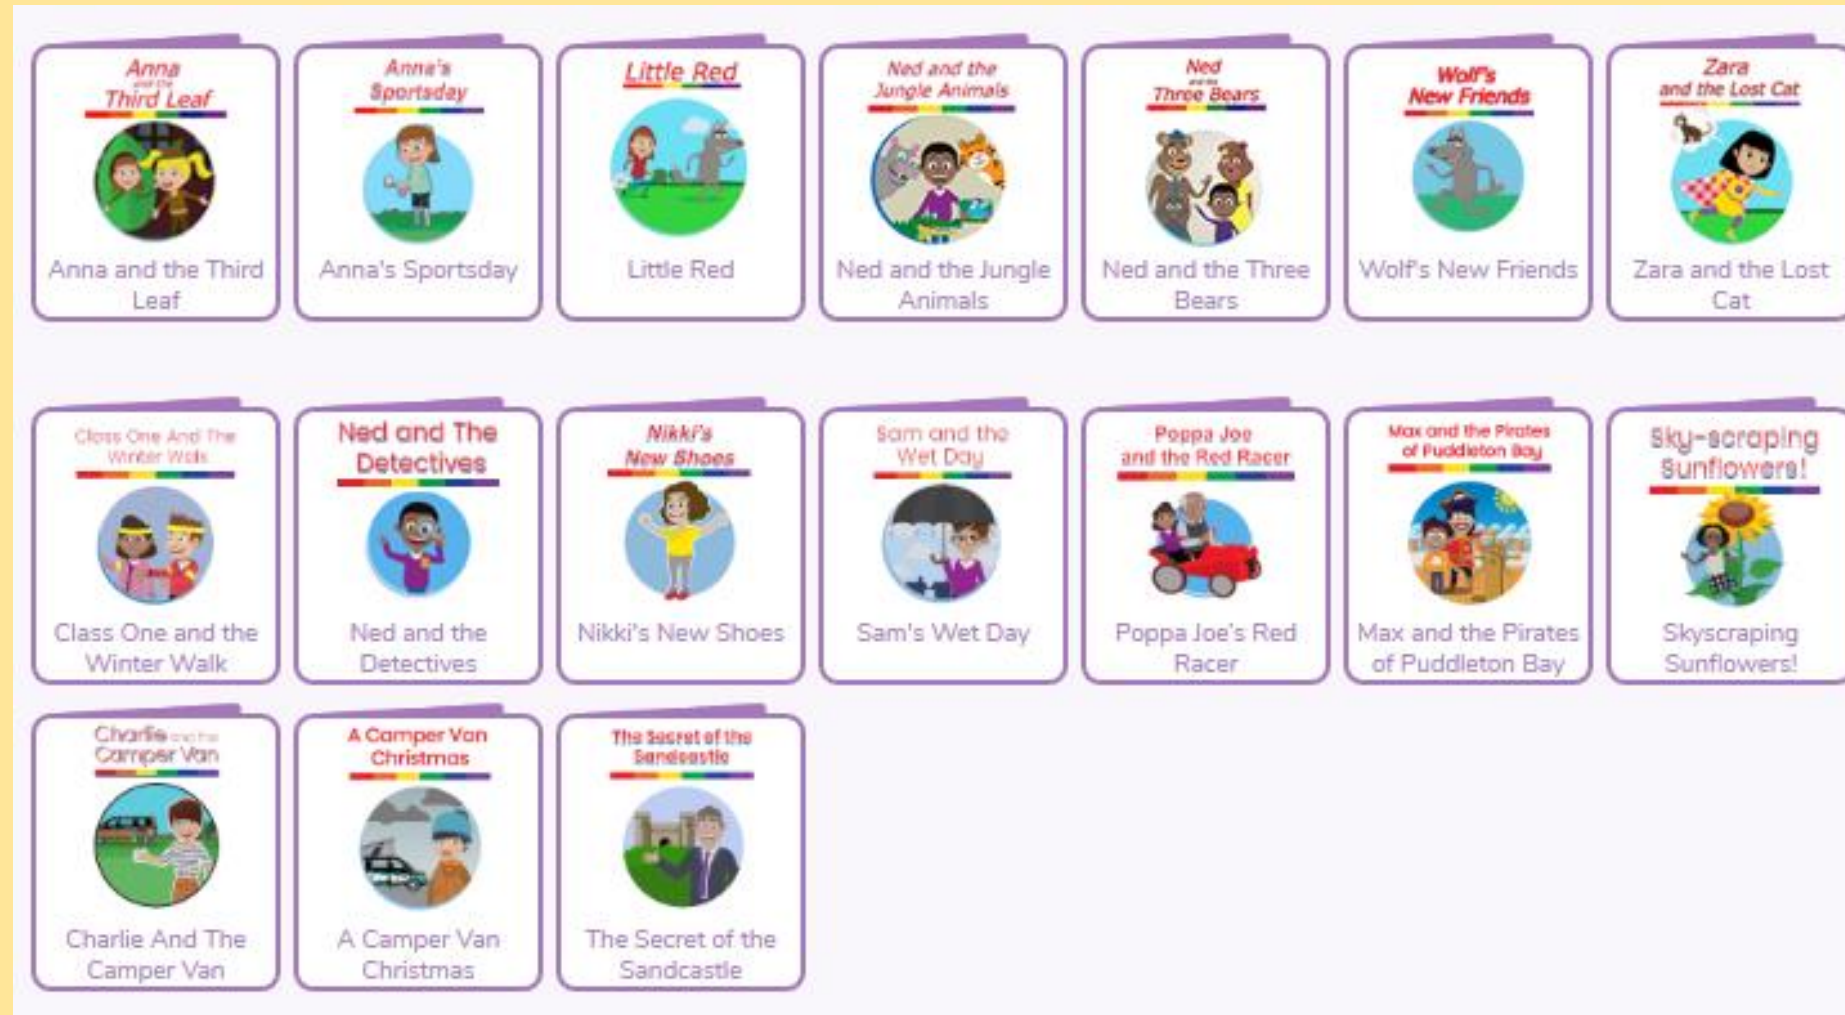 Anna
and the
Third Leaf
Anna and the Third
Leaf
Anna's
Sportsday
Anna's Sportsday
Little Red
Little Red
Ned and the
Jungle Animals
Ned and the Jungle
Animals
Ned
and the
Three Bears
Ned and the Three
Bears
Wolf's
New Friends
Wolf's New Friends
Zara
and the Lost Cat
Zara and the Lost
Cat
Class One And The
Winter Walk
Class One and the
Winter Walk
Ned and The
Detectives
Ned and the
Detectives
Nikki's
New Shoes
Nikki's New Shoes
Sam and the
Wet Day
Sam's Wet Day
Poppa Joe
and the Red Racer
Poppa Joe's Red
Racer
Max and the Pirates
of Puddleton Bay
Max and the Pirates
of Puddleton Bay
Sky-scraping
Sunflowers!
Skyscraping
Sunflowers!
Charlie and the
Camper Van
Charlie And The
Camper Van
A Camper Van
Christmas
A Camper Van
Christmas
The Secret of the
Sandcastle
The Secret of the
Sandcastle